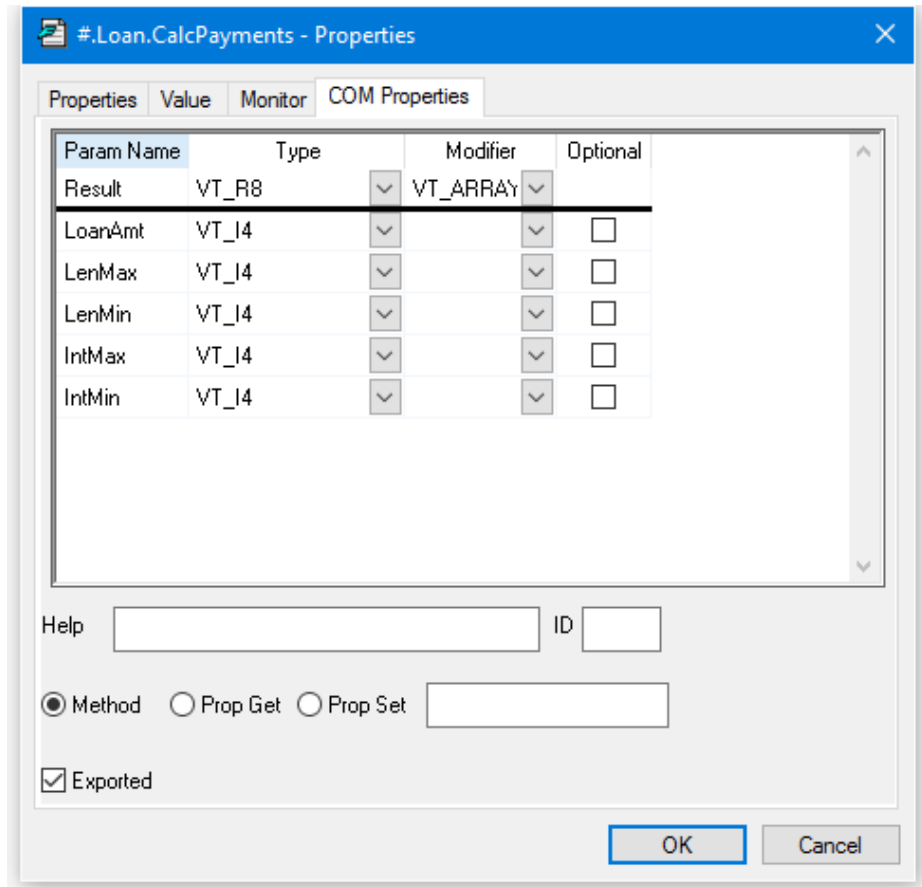 #.Loan.CalcPayments - Properties
Properties Value Monitor COM Properties
Param Name Type Modifier Optional
Result VT_R8 VT_ARRAY
LoanAmt VT_I4
LenMax VT_I4
LenMin VT_I4
IntMax VT_I4
IntMin VT_I4
Help ID
Method Prop Get Prop Set
Exported
OK Cancel